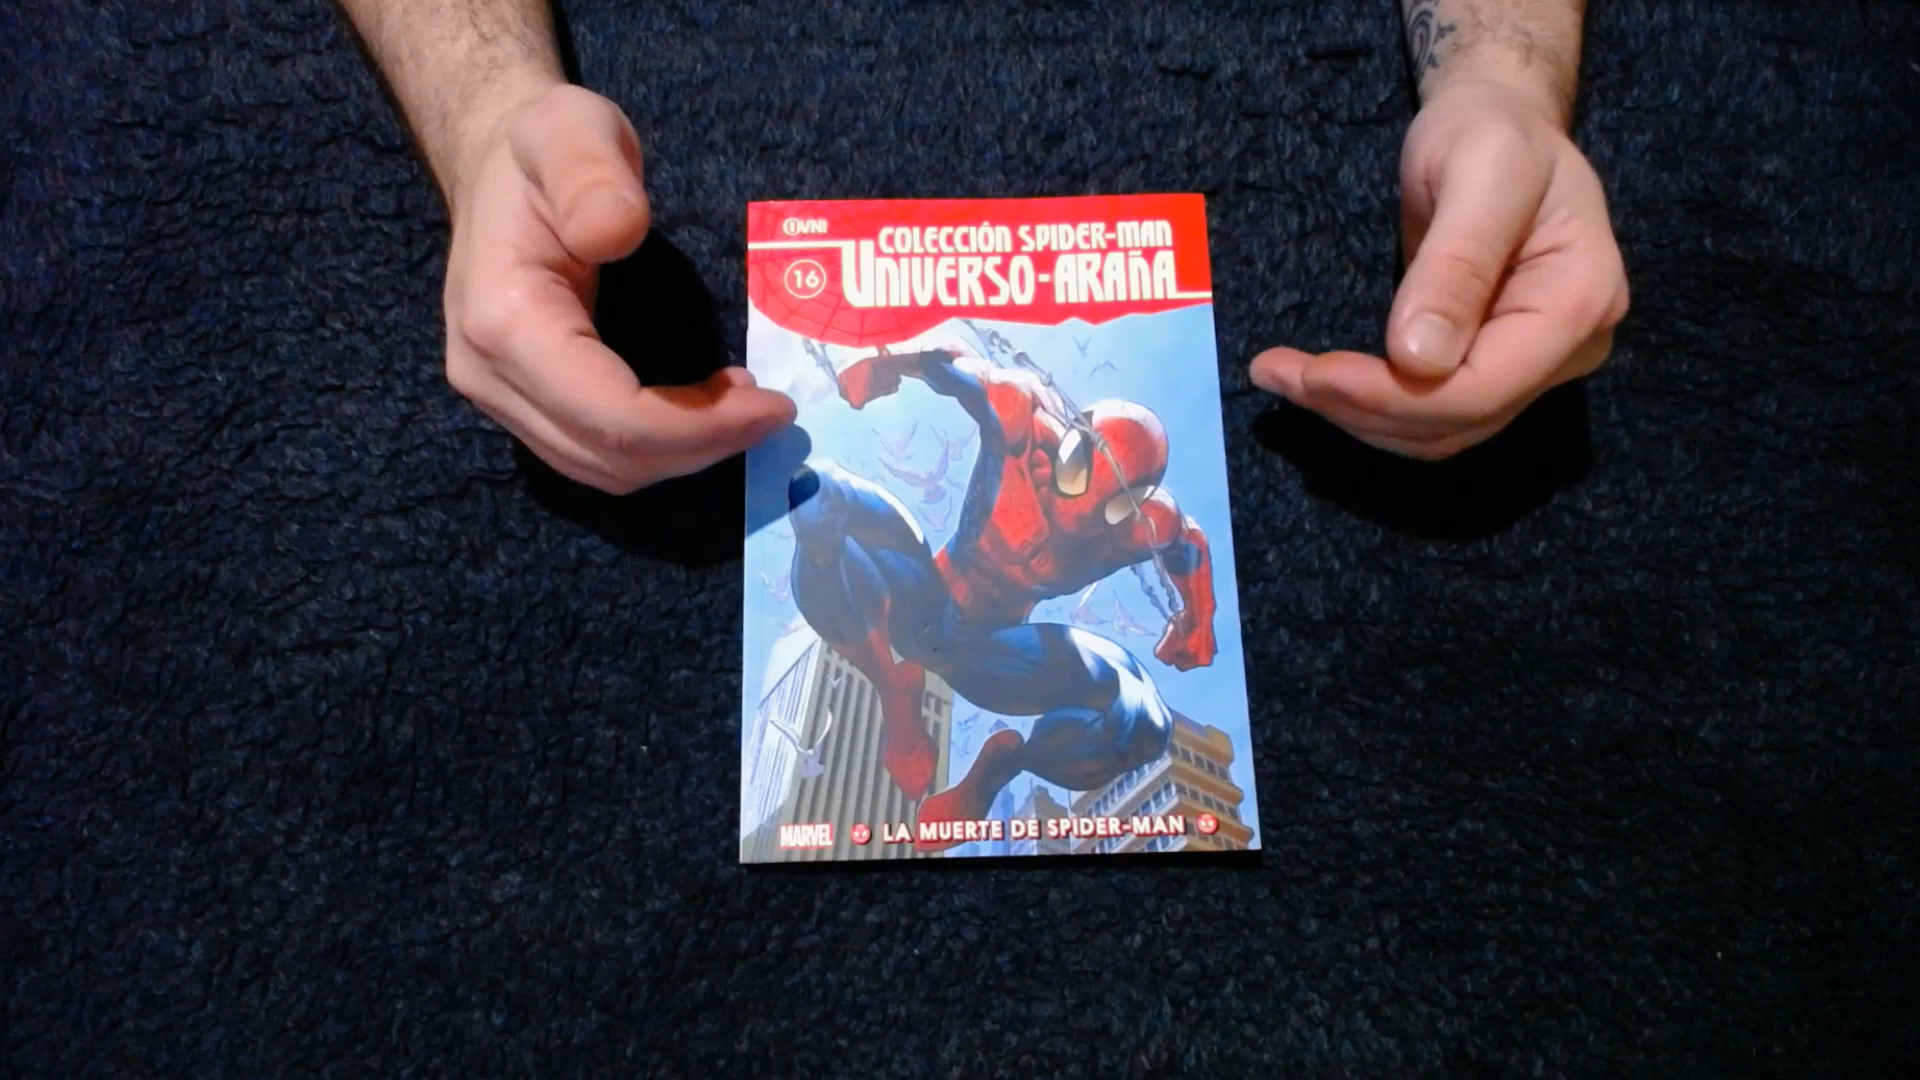 OVNI
COLECCIÓN SPIDER-MAN
16
UNIVERSO-ARAÑA
MARVEL
LA MUERTE DE SPIDER-MAN